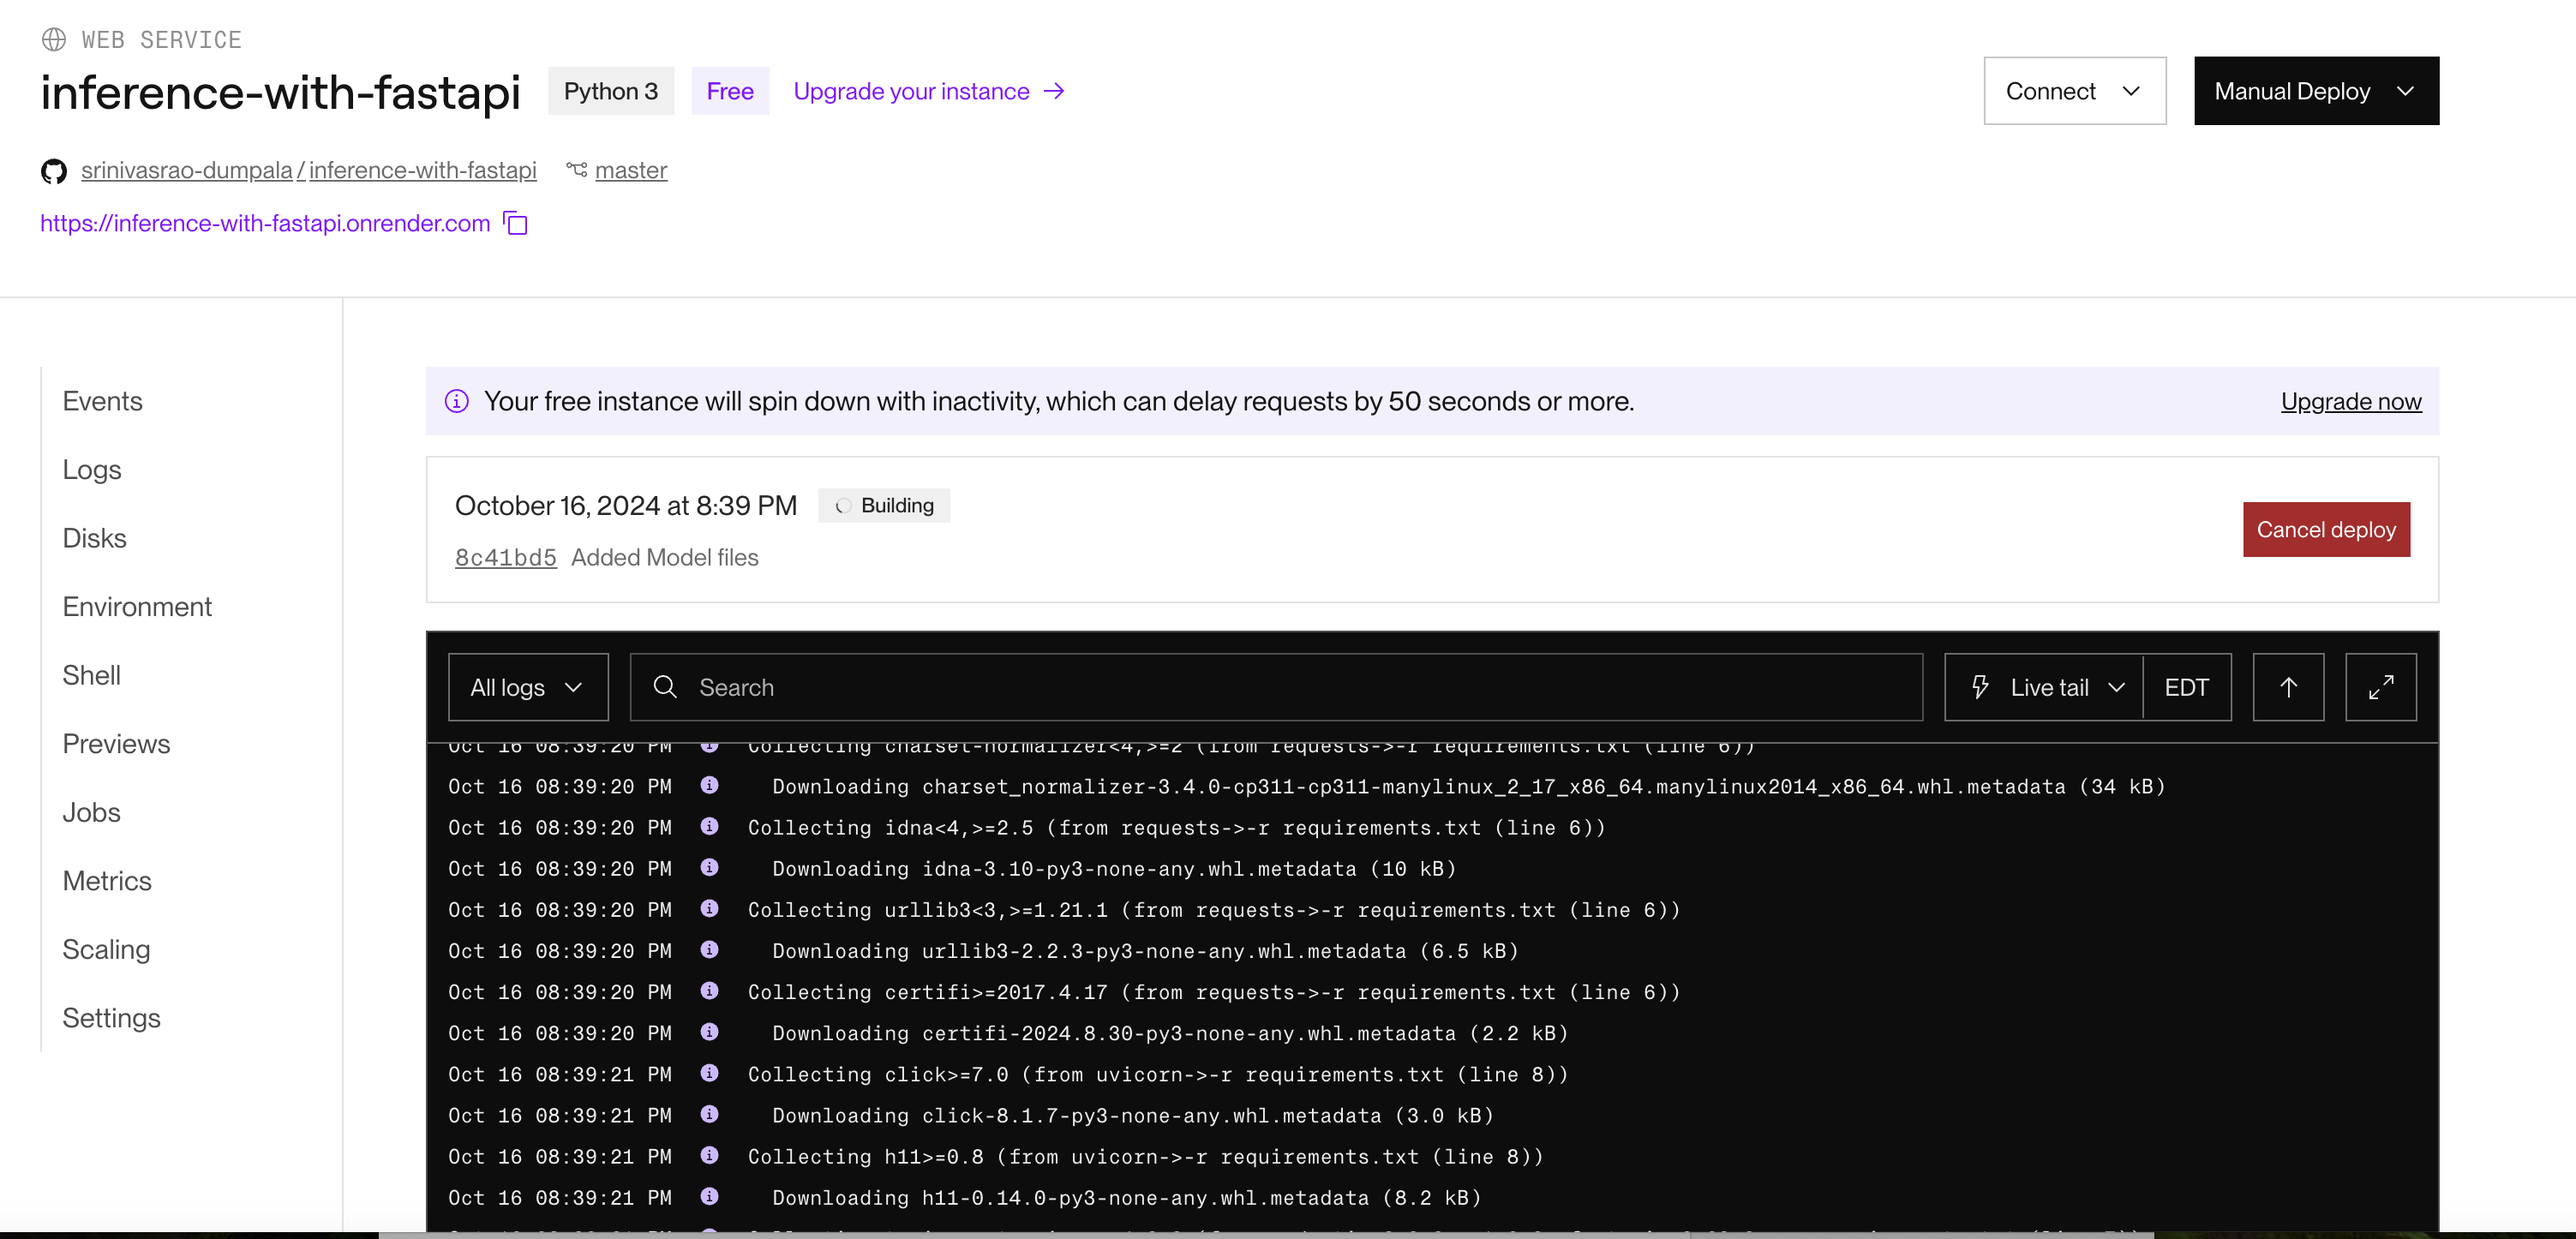 WEB SERVICE
inference-with-fastapi Python 3 Free Upgrade your instance → Connect Manual Deploy
srinivasrao-dumpala / inference-with-fastapi master
https://inference-with-fastapi.onrender.com
Events
Logs
Disks
Environment
Shell
Previews
Jobs
Metrics
Scaling
Settings
Your free instance will spin down with inactivity, which can delay requests by 50 seconds or more. Upgrade now
October 16, 2024 at 8:39 PM Building
8c41bd5 Added Model files
Cancel deploy
All logs Search Live tail EDT
Oct 16 08:39:20 PM Collecting charset-normalizer<4,>=2 (from requests->-r requirements.txt (line 6))
Oct 16 08:39:20 PM Downloading charset_normalizer-3.4.0-cp311-cp311-manylinux_2_17_x86_64.manylinux2014_x86_64.whl.metadata (34 kB)
Oct 16 08:39:20 PM Collecting idna<4,>=2.5 (from requests->-r requirements.txt (line 6))
Oct 16 08:39:20 PM Downloading idna-3.10-py3-none-any.whl.metadata (10 kB)
Oct 16 08:39:20 PM Collecting urllib3<3,>=1.21.1 (from requests->-r requirements.txt (line 6))
Oct 16 08:39:20 PM Downloading urllib3-2.2.3-py3-none-any.whl.metadata (6.5 kB)
Oct 16 08:39:20 PM Collecting certifi>=2017.4.17 (from requests->-r requirements.txt (line 6))
Oct 16 08:39:20 PM Downloading certifi-2024.8.30-py3-none-any.whl.metadata (2.2 kB)
Oct 16 08:39:21 PM Collecting click>=7.0 (from uvicorn->-r requirements.txt (line 8))
Oct 16 08:39:21 PM Downloading click-8.1.7-py3-none-any.whl.metadata (3.0 kB)
Oct 16 08:39:21 PM Collecting h11>=0.8 (from uvicorn->-r requirements.txt (line 8))
Oct 16 08:39:21 PM Downloading h11-0.14.0-py3-none-any.whl.metadata (8.2 kB)